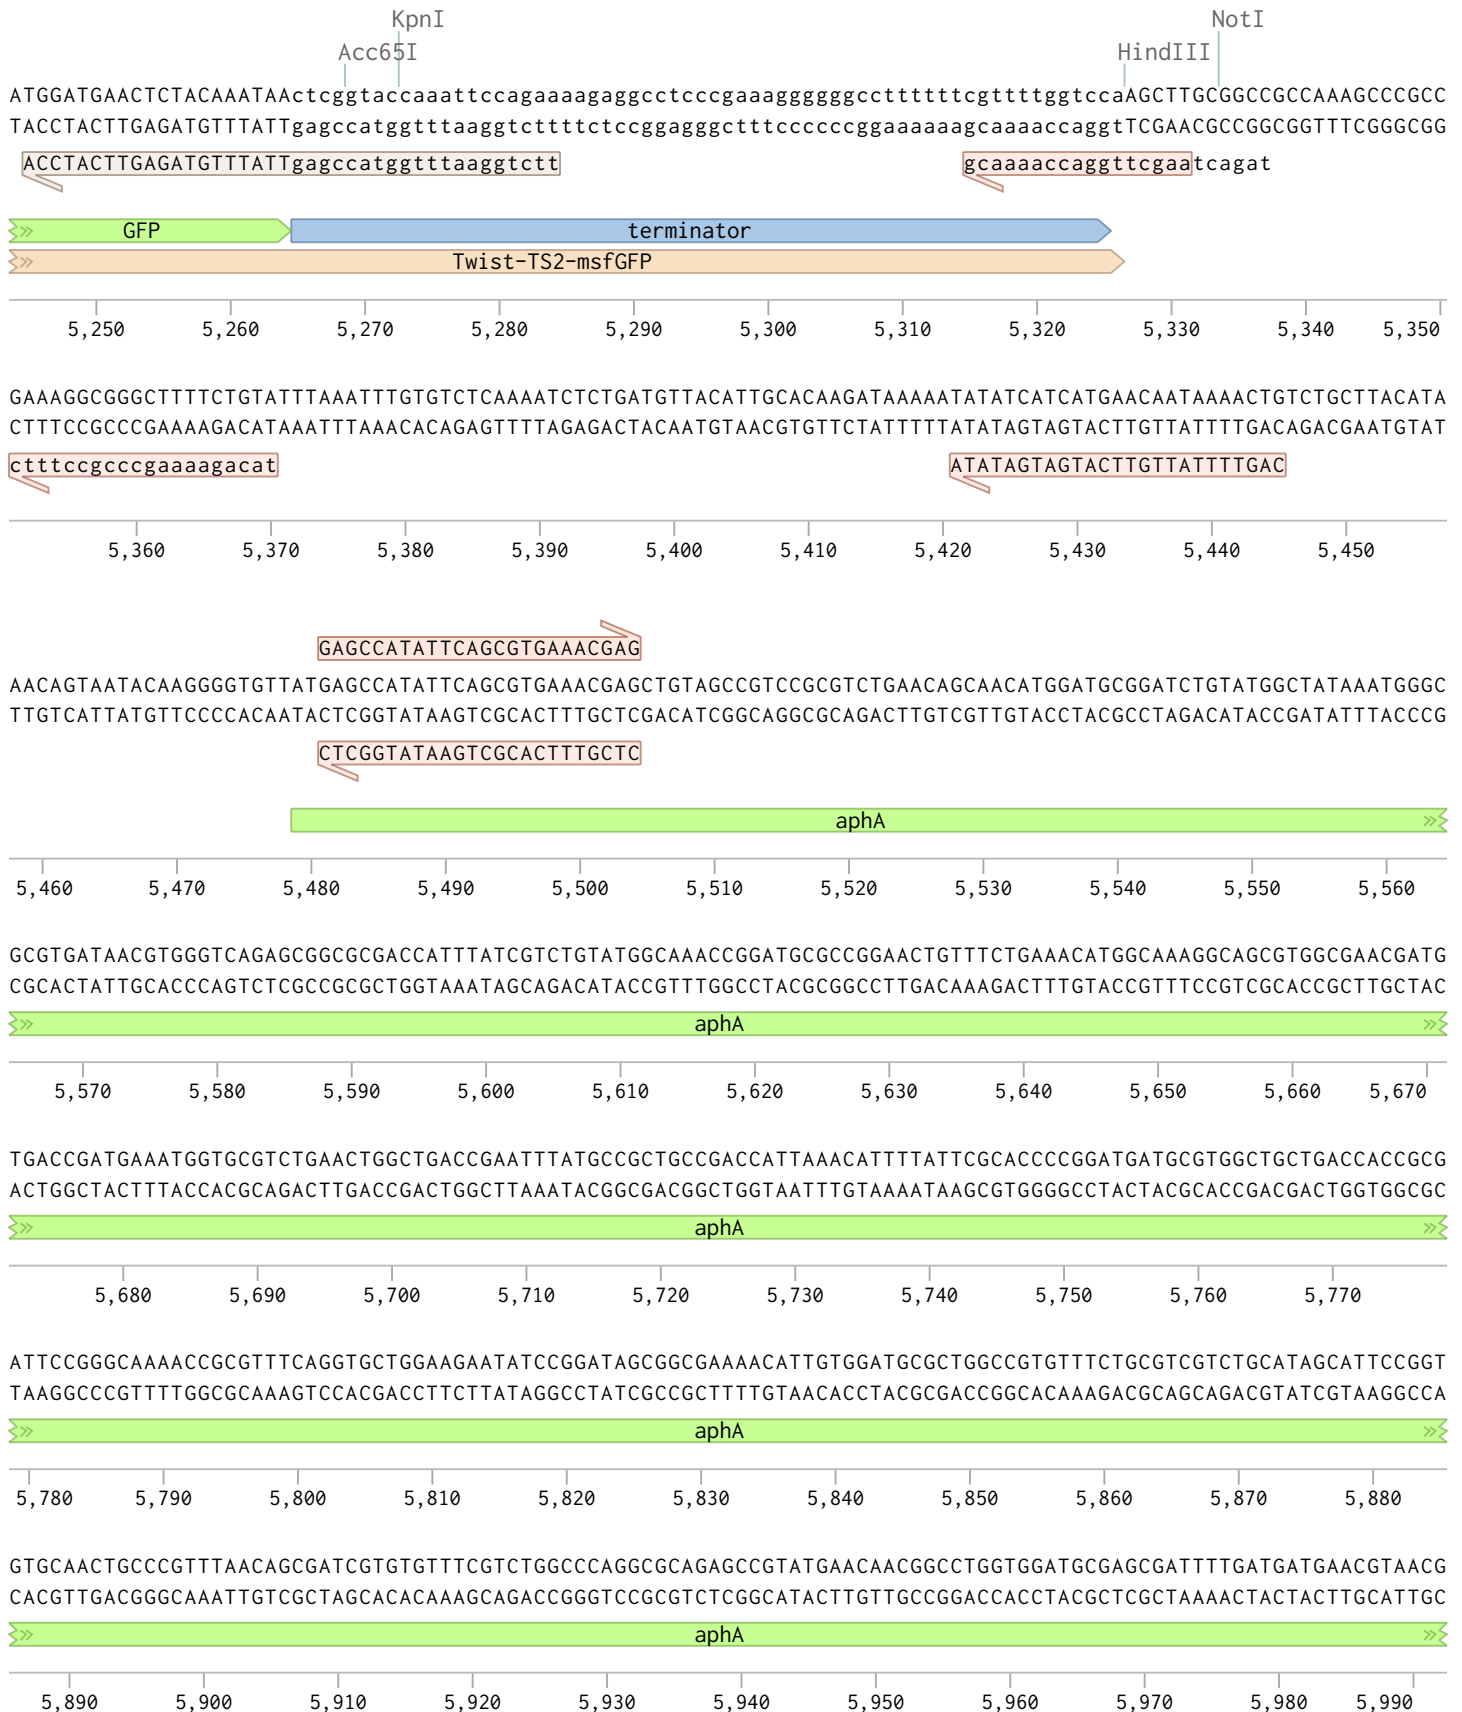 KpnI NotI
Acc65I HindIII
ATGGATGAACTCTACAAATAActcggtaccaaattccagaaaagaggcctcccgaaaggggggccttttttcgttttggtccaAGCTTGCGGCCGCCAAAGCCCGCC
TACCTACTTGAGATGTTTATTgagccatggtttaaggtcttttctccggagggctttccccccggaaaaaagcaaaaccaggtTCGAACGCCGGCGGTTTCGGGCGG
ACCTACTTGAGATGTTTATTgagccatggtttaaggtctt gcaaaaccaggttcgaatcagat
GFP terminator
Twist-TS2-msfGFP
5,250 5,260 5,270 5,280 5,290 5,300 5,310 5,320 5,330 5,340 5,350
GAAAGGCGGGCTTTTCTGTATTTAAATTTGTGTCTCAAAATCTCTGATGTTACATTGCACAAGATAAAAATATATCATCATGAACAATAAAACTGTCTGCTTACATA
CTTTCCGCCCGAAAAGACATAAATTTAAACACAGAGTTTTAGAGACTACAATGTAACGTGTTCTATTTTTATATAGTAGTACTTGTTATTTTGACAGACGAATGTAT
ctttccgcccgaaaagacat ATATAGTAGTACTTGTTATTTTGAC
5,360 5,370 5,380 5,390 5,400 5,410 5,420 5,430 5,440 5,450
GAGCCATATTCAGCGTGAAACGAG
AACAGTAATACAAGGGGTGTTATGAGCCATATTCAGCGTGAAACGAGCTGTAGCCGTCCGCGTCTGAACAGCAACATGGATGCGGATCTGTATGGCTATAAATGGGC
TTGTCATTATGTTCCCCACAATACTCGGTATAAGTCGCACTTTGCTCGACATCGGCAGGCGCAGACTTGTCGTTGTACCTACGCCTAGACATACCGATATTTACCCG
CTCGGTATAAGTCGCACTTTGCTC
aphA
5,460 5,470 5,480 5,490 5,500 5,510 5,520 5,530 5,540 5,550 5,560
GCGTGATAACGTGGGTCAGAGCGGCGCGACCATTTATCGTCTGTATGGCAAACCGGATGCGCCGGAACTGTTTCTGAAACATGGCAAAGGCAGCGTGGCGAACGATG
CGCACTATTGCACCCAGTCTCGCCGCGCTGGTAAATAGCAGACATACCGTTTGGCCTACGCGGCCTTGACAAAGACTTTGTACCGTTTCCGTCGCACCGCTTGCTAC
aphA
5,570 5,580 5,590 5,600 5,610 5,620 5,630 5,640 5,650 5,660 5,670
TGACCGATGAAATGGTGCGTCTGAACTGGCTGACCGAATTTATGCCGCTGCCGACCATTAAACATTTTATTCGCACCCCGGATGATGCGTGGCTGCTGACCACCGCG
ACTGGCTACTTTACCACGCAGACTTGACCGACTGGCTTAAATACGGCGACGGCTGGTAATTTGTAAAATAAGCGTGGGGCCTACTACGCACCGACGACTGGTGGCGC
aphA
5,680 5,690 5,700 5,710 5,720 5,730 5,740 5,750 5,760 5,770
ATTCCGGGCAAAACCGCGTTTCAGGTGCTGGAAGAATATCCGGATAGCGGCGAAAACATTGTGGATGCGCTGGCCGTGTTTCTGCGTCGTCTGCATAGCATTCCGGT
TAAGGCCCGTTTTGGCGCAAAGTCCACGACCTTCTTATAGGCCTATCGCCGCTTTTGTAACACCTACGCGACCGGCACAAAGACGCAGCAGACGTATCGTAAGGCCA
aphA
5,780 5,790 5,800 5,810 5,820 5,830 5,840 5,850 5,860 5,870 5,880
GTGCAACTGCCCGTTTAACAGCGATCGTGTGTTTCGTCTGGCCCAGGCGCAGAGCCGTATGAACAACGGCCTGGTGGATGCGAGCGATTTTGATGATGAACGTAACG
CACGTTGACGGGCAAATTGTCGCTAGCACACAAAGCAGACCGGGTCCGCGTCTCGGCATACTTGTTGCCGGACCACCTACGCTCGCTAAAACTACTACTTGCATTGC
aphA
5,890 5,900 5,910 5,920 5,930 5,940 5,950 5,960 5,970 5,980 5,990